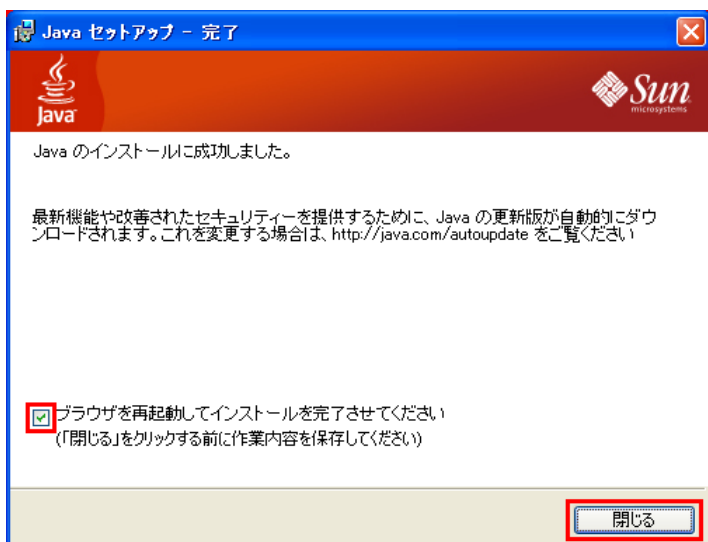 Java セットアップ - 完了
Java
Sun
microsystems
Java のインストールに成功しました。
最新機能や改善されたセキュリティーを提供するために、Java の更新版が自動的にダウ
ンロードされます。これを変更する場合は、http://java.com/autoupdate をご覧ください
ブラウザを再起動してインストールを完了させてください
(「閉じる」をクリックする前に作業内容を保存してください)
閉じる